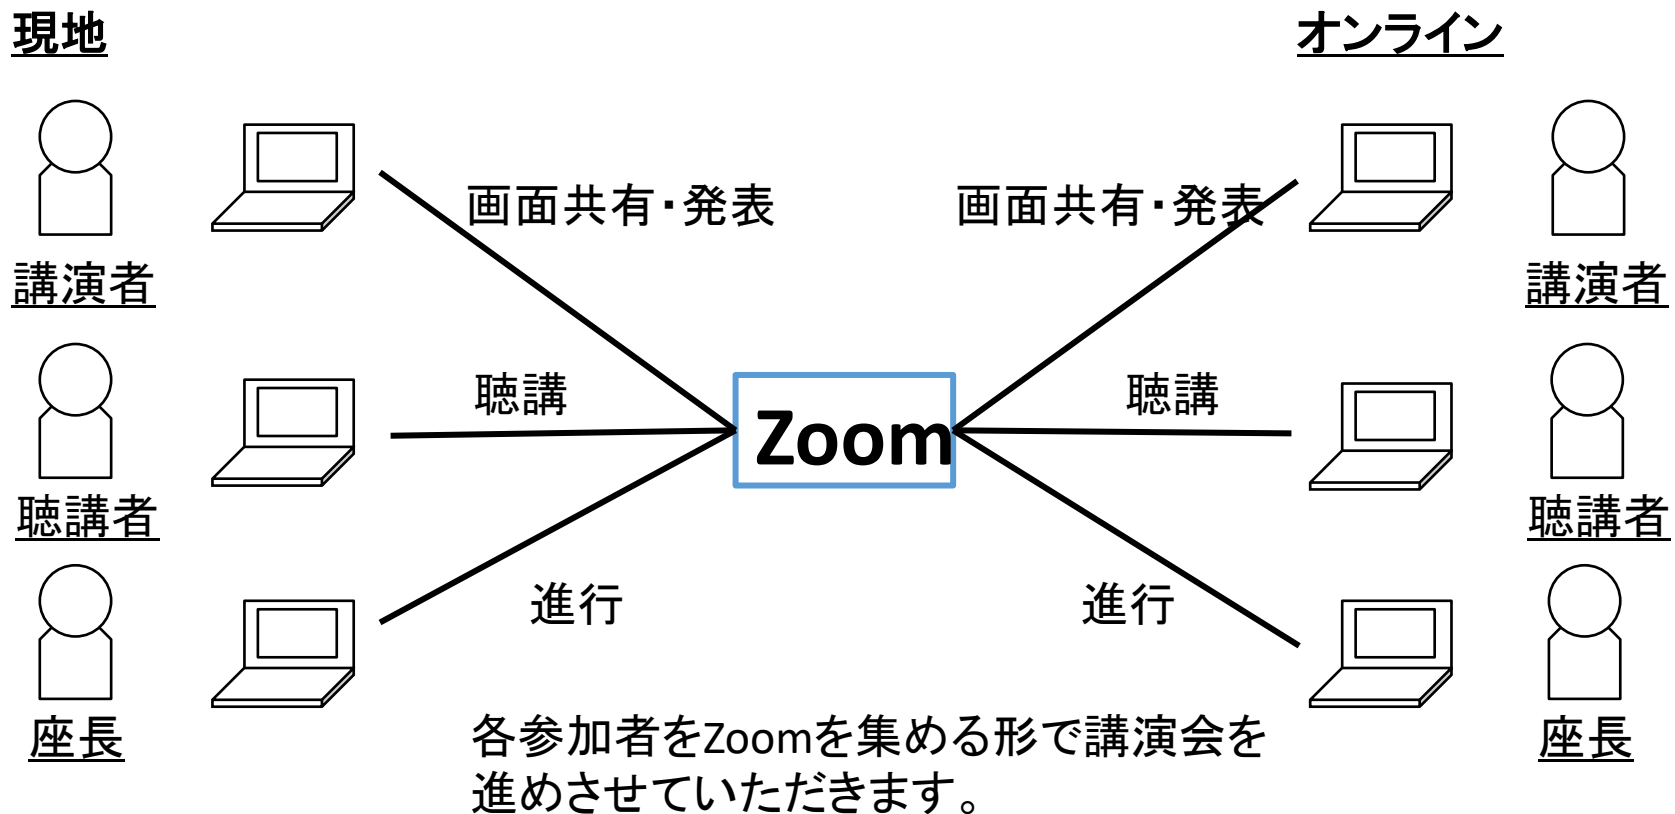 現地
オンライン
画面共有・発表
画面共有・発表
講演者
講演者
聴講
Zoom
聴講
聴講者
聴講者
進行
進行
座長
座長
各参加者をZoomを集める形で講演会を
進めさせていただきます。